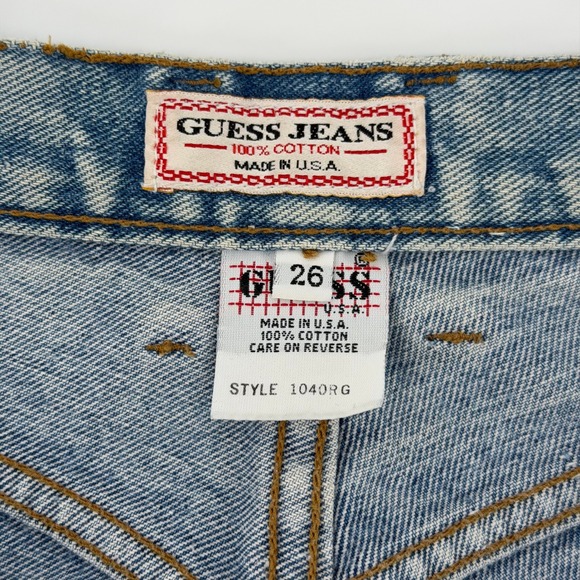 GUESS JEANS
100% COTTON
MADE IN U.S.A.
26
U.S.A.
MADE IN U.S.A.
100% COTTON
CARE ON REVERSE
STYLE 1040RG